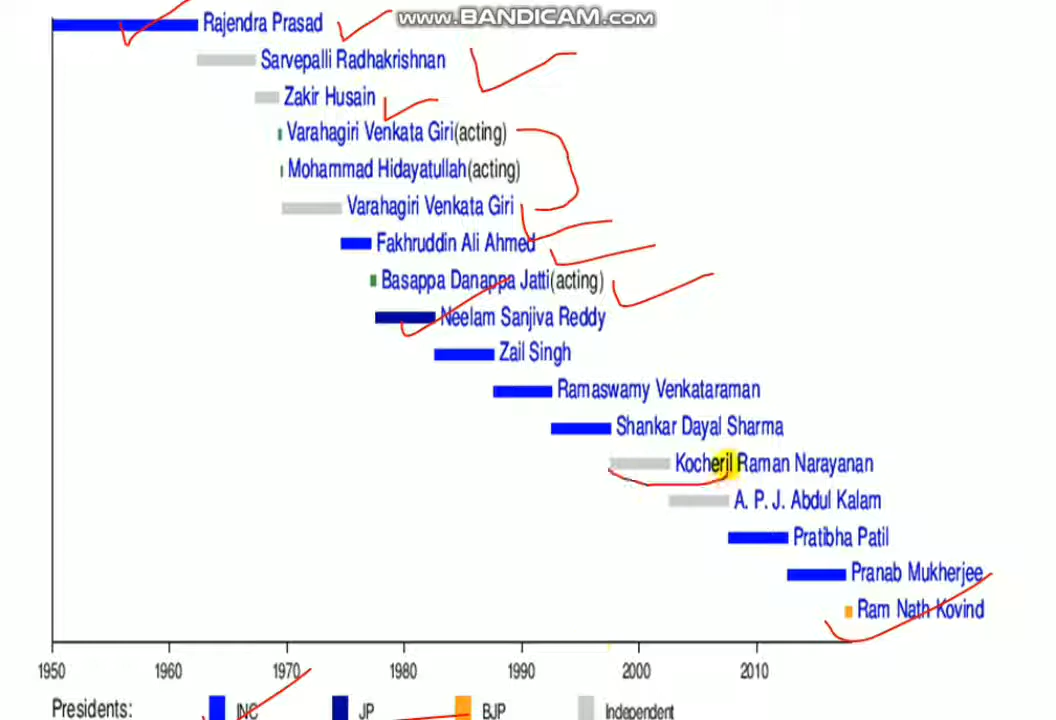 www.BANDICAM.com
Rajendra Prasad
Sarvepalli Radhakrishnan
Zakir Husain
Varahagiri Venkata Giri(acting)
Mohammad Hidayatullah(acting)
Varahagiri Venkata Giri
Fakhruddin Ali Ahmed
Basappa Danappa Jatti(acting)
Neelam Sanjiva Reddy
Zail Singh
Ramaswamy Venkataraman
Shankar Dayal Sharma
Kocheril Raman Narayanan
A. P. J. Abdul Kalam
Pratibha Patil
Pranab Mukherjee
Ram Nath Kovind
1950 1960 1970 1980 1990 2000 2010
Presidents: INC JP BJP Independent